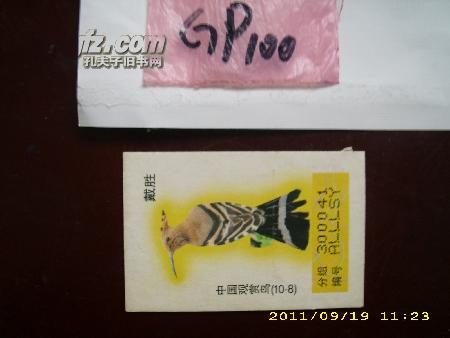 fz.com
孔夫子旧书网
GP100
戴胜
中国观赏鸟(10-8)
分组 300041
编号 ALLLSY
2011/09/19 11:23